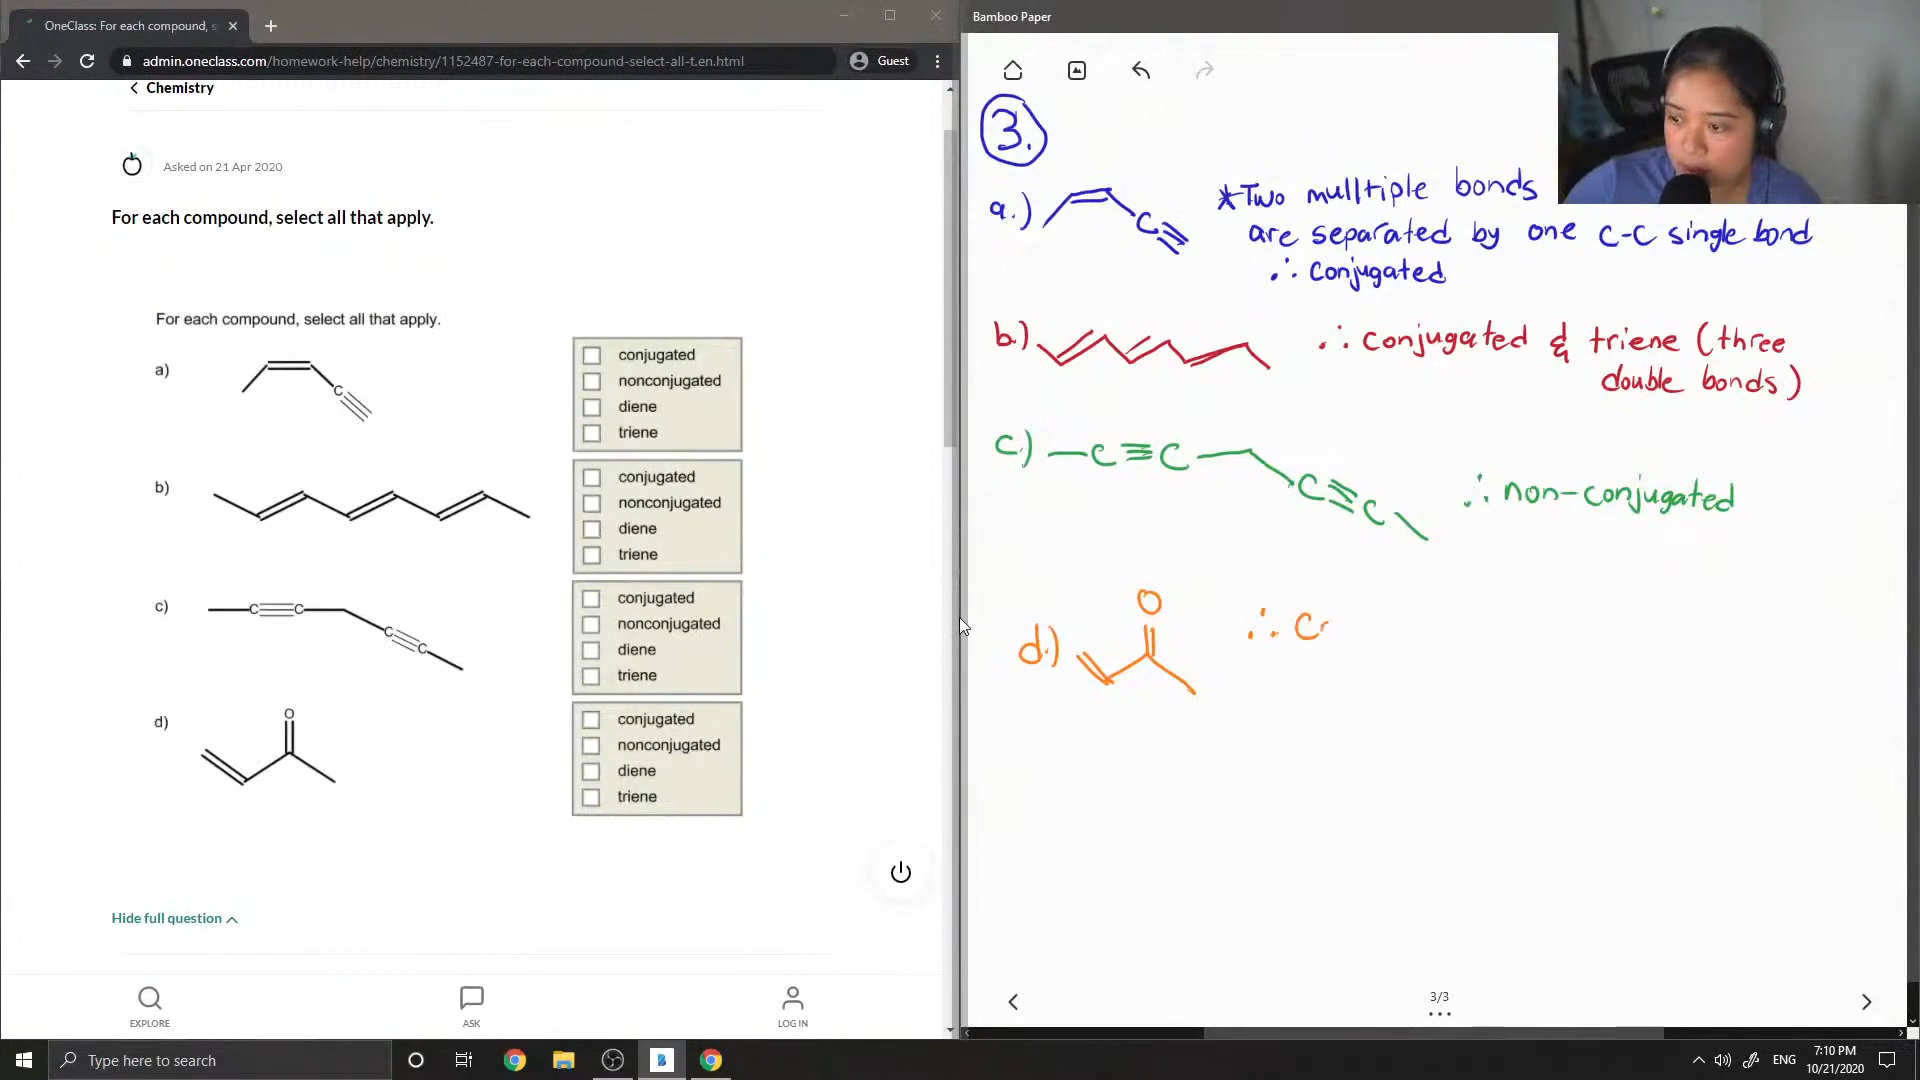 OneClass: For each compound, s
admin.oneclass.com/homework-help/chemistry/1152487-for-each-compound-select-all-t.en.html
Guest
Chemistry
Asked on 21 Apr 2020
For each compound, select all that apply.
For each compound, select all that apply.
a)
C
conjugated
nonconjugated
diene
triene
b)
conjugated
nonconjugated
diene
triene
c)
C C
C
C
conjugated
nonconjugated
diene
triene
d)
O
conjugated
nonconjugated
diene
triene
Hide full question
EXPLORE
ASK
LOG IN
Bamboo Paper
3.
a.) C
*Two mulltiple bonds
are separated by one C-C single bond
∴ Conjugated
b.) ∴ conjugated & triene (three
double bonds)
c.) —C≡C
C≡C
∴ non-conjugated
d.) O
∴ C
3/3
Type here to search
ENG
7:10 PM
10/21/2020